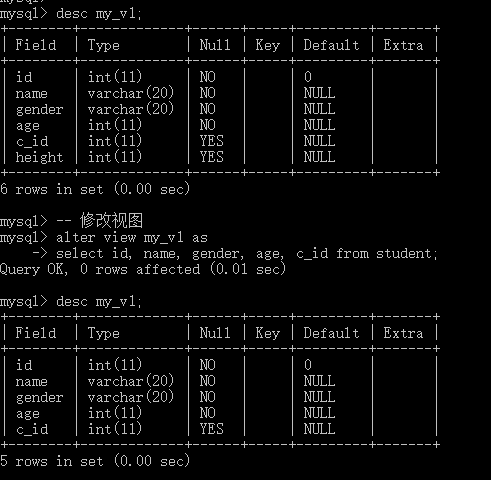 mysql> desc my_v1;
+--------+-------------+------+-----+---------+-------+
| Field  | Type        | Null | Key | Default | Extra |
+--------+-------------+------+-----+---------+-------+
| id     | int(11)     | NO   |     | 0       |       |
| name   | varchar(20) | NO   |     | NULL    |       |
| gender | varchar(20) | NO   |     | NULL    |       |
| age    | int(11)     | NO   |     | NULL    |       |
| c_id   | int(11)     | YES  |     | NULL    |       |
| height | int(11)     | YES  |     | NULL    |       |
+--------+-------------+------+-----+---------+-------+
6 rows in set (0.00 sec)
mysql> -- 修改视图
mysql> alter view my_v1 as
    -> select id, name, gender, age, c_id from student;
Query OK, 0 rows affected (0.01 sec)
mysql> desc my_v1;
+--------+-------------+------+-----+---------+-------+
| Field  | Type        | Null | Key | Default | Extra |
+--------+-------------+------+-----+---------+-------+
| id     | int(11)     | NO   |     | 0       |       |
| name   | varchar(20) | NO   |     | NULL    |       |
| gender | varchar(20) | NO   |     | NULL    |       |
| age    | int(11)     | NO   |     | NULL    |       |
| c_id   | int(11)     | YES  |     | NULL    |       |
+--------+-------------+------+-----+---------+-------+
5 rows in set (0.00 sec)